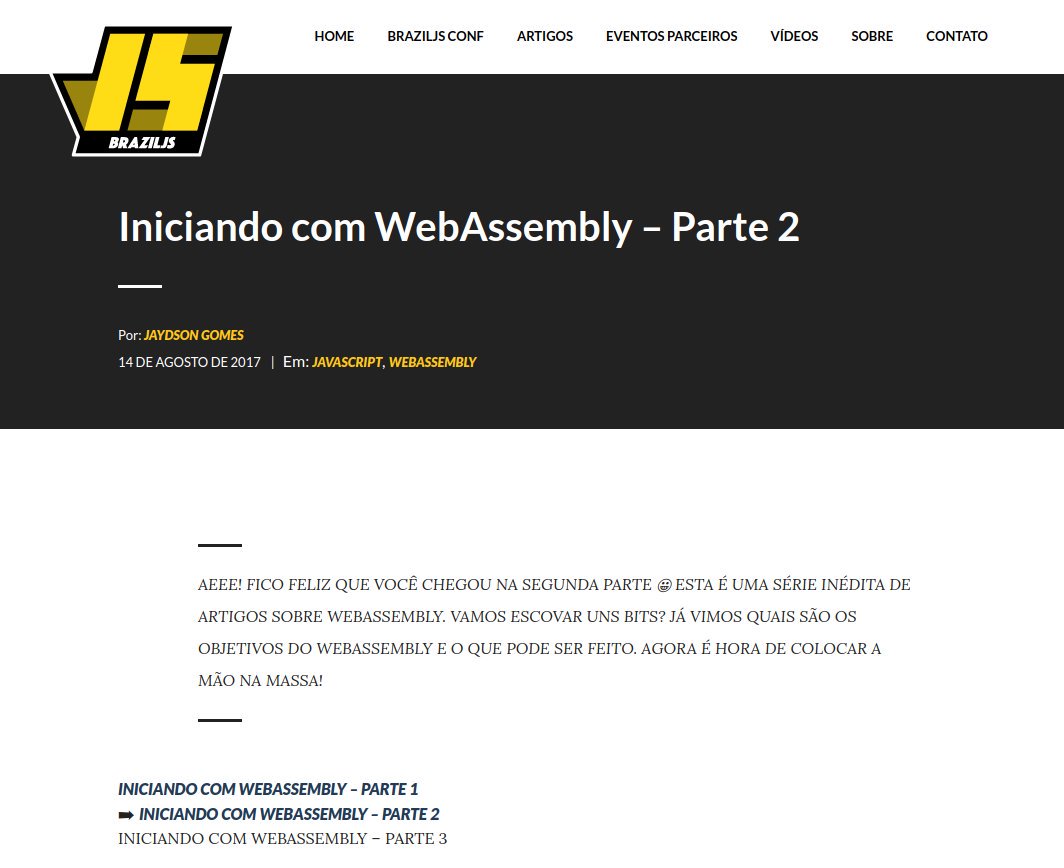 HOME BRAZILJS CONF ARTIGOS EVENTOS PARCEIROS VÍDEOS SOBRE CONTATO
JS
BRAZILJS
Iniciando com WebAssembly – Parte 2
Por: JAYDSON GOMES
14 DE AGOSTO DE 2017 | Em: JAVASCRIPT, WEBASSEMBLY
AEEE! FICO FELIZ QUE VOCÊ CHEGOU NA SEGUNDA PARTE 😀 ESTA É UMA SÉRIE INÉDITA DE
ARTIGOS SOBRE WEBASSEMBLY. VAMOS ESCOVAR UNS BITS? JÁ VIMOS QUAIS SÃO OS
OBJETIVOS DO WEBASSEMBLY E O QUE PODE SER FEITO. AGORA É HORA DE COLOCAR A
MÃO NA MASSA!
INICIANDO COM WEBASSEMBLY – PARTE 1
➡ INICIANDO COM WEBASSEMBLY – PARTE 2
INICIANDO COM WEBASSEMBLY – PARTE 3